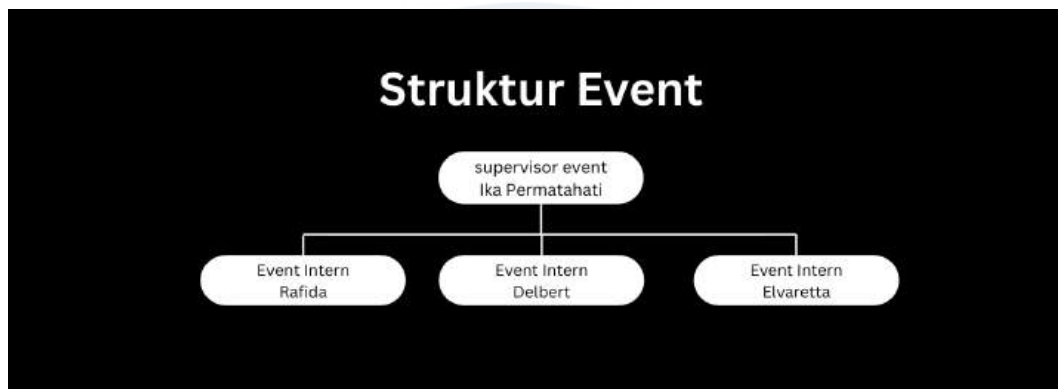 Struktur Event
supervisor event
Ika Permatahati
Event Intern
Rafida
Event Intern
Delbert
Event Intern
Elvaretta